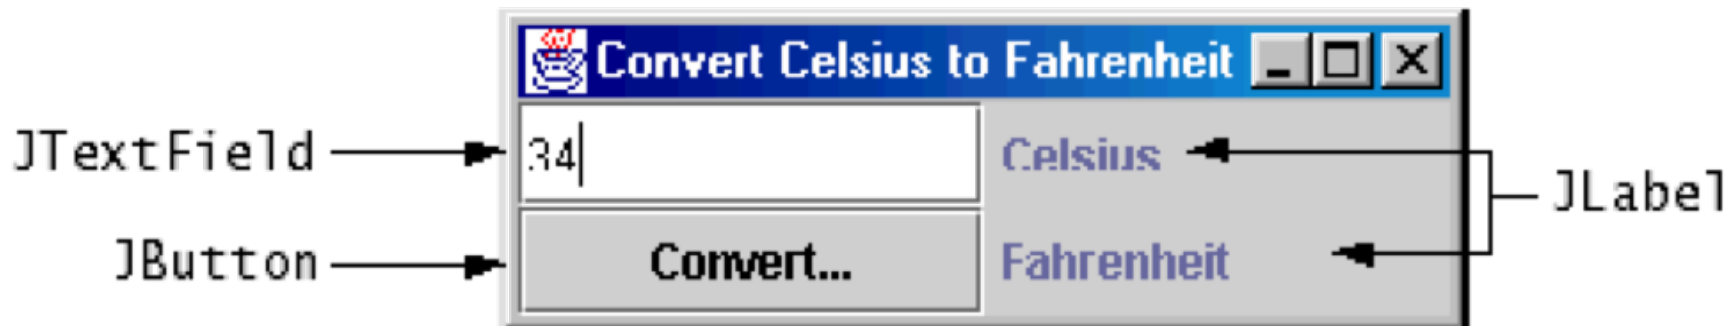 Convert Celsius to Fahrenheit
JTextField
34
Celsius
JLabel
JButton
Convert...
Fahrenheit